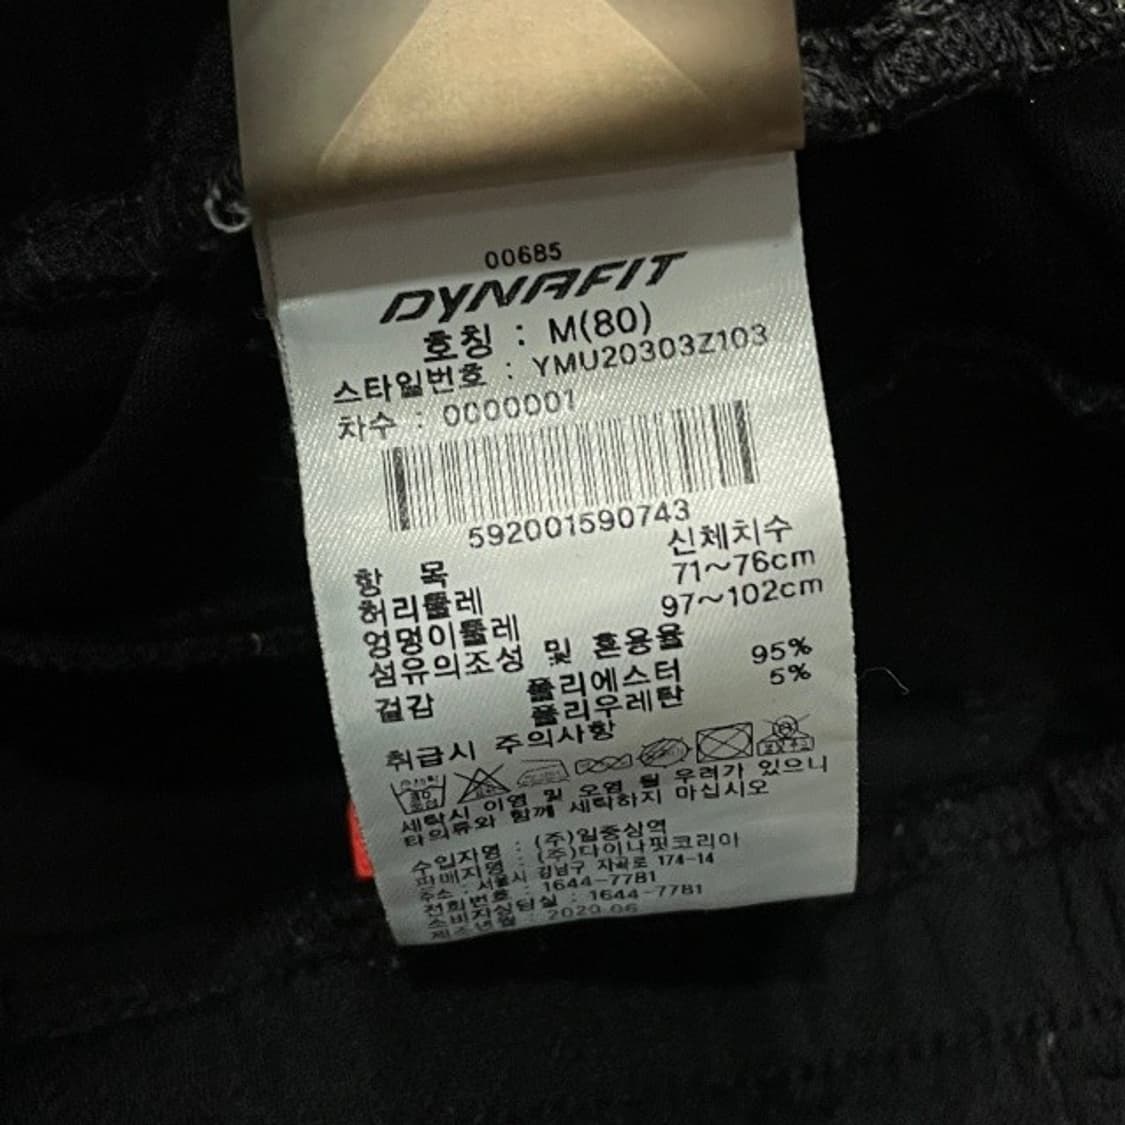 00685
DYNAFIT
호칭 : M(80)
스타일번호 : YMU20303Z103
차수 : 0000001
592001590743
항 목 신체치수
허리둘레 71~76cm
엉덩이둘레 97~102cm
섬유의조성 및 혼용율
겉감 폴리에스터 95%
폴리우레탄 5%
취급시 주의사항
세탁시 이염 및 오염 될 우려가 있으니
타의류와 함께 세탁하지 마십시오
수입자명 : (주)일중상역
판매자명 : (주)다이나핏코리아
주소 : 서울시 강남구 자곡로 174-14
전화번호 : 1644-7781
소비자상담실 : 1644-7781
제조년월 : 2020.06